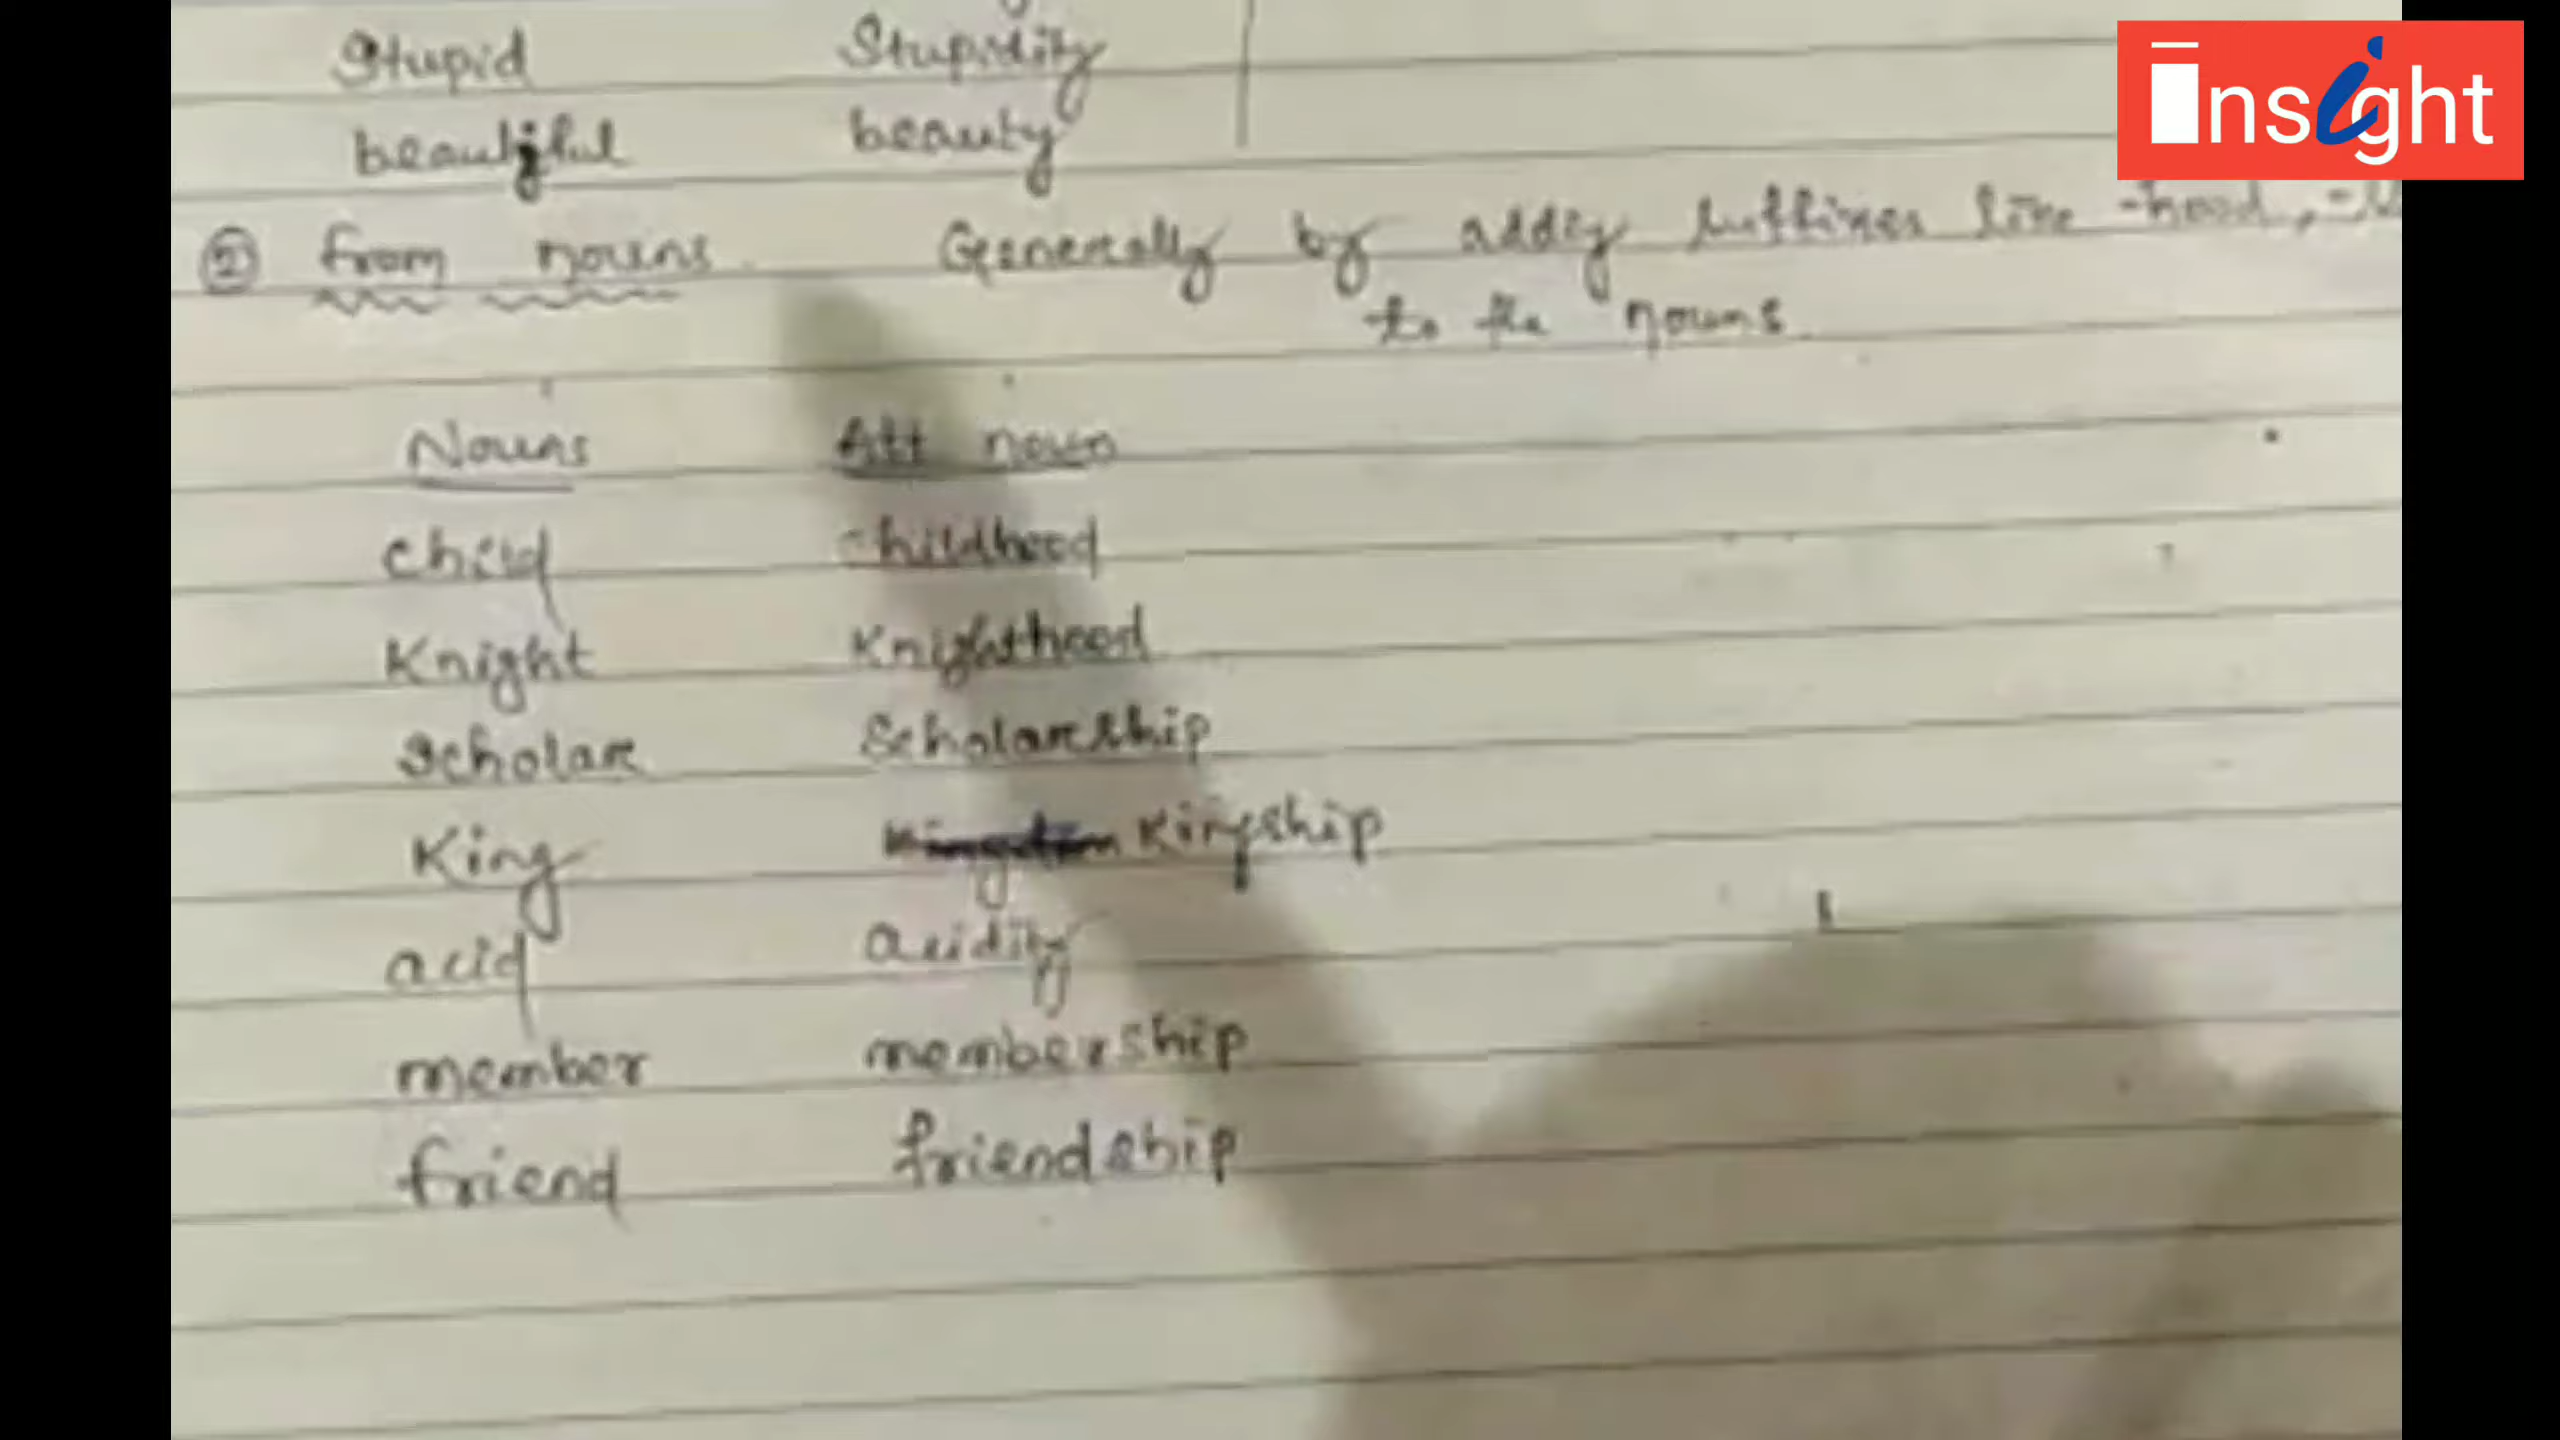 Insight
Stupid Stupidity
beautiful beauty
② from nouns. Generally by adding suffixes like -hood,
to the nouns.
Nouns Att noun
child childhood
Knight Knighthood
Scholar Scholarship
King Kingship
acid acidity
member membership
friend friendship